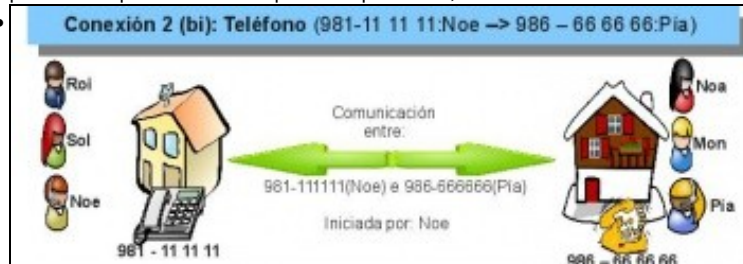 Conexión 2 (bi): Teléfono (981-11 11 11:Noe –> 986 – 66 66 66:Pía)
Roi
Sol
Noe
981 - 11 11 11
Comunicación
entre:
981-111111(Noe) e 986-666666(Pía)
Iniciada por: Noe
Noa
Mon
Pía
986 – 66 66 66